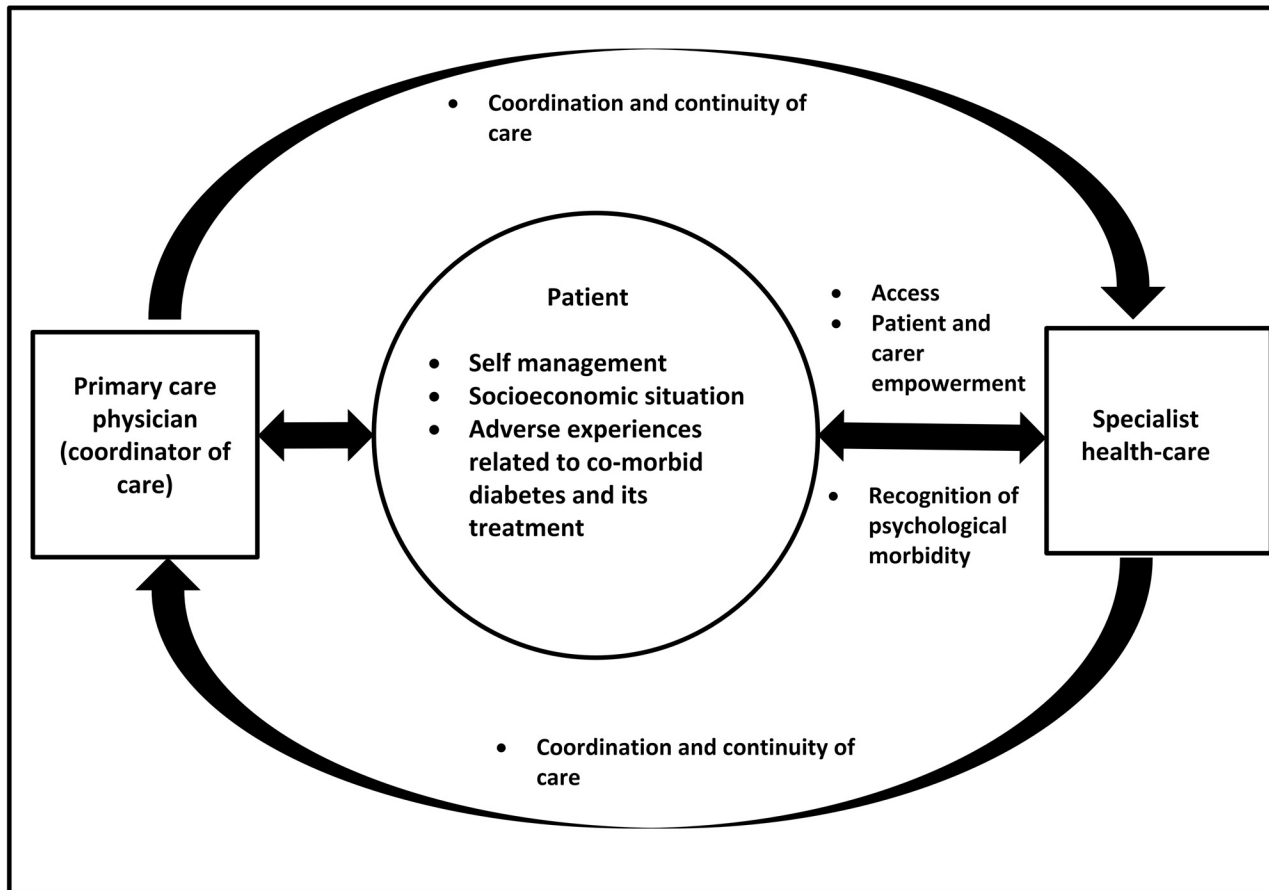 • Coordination and continuity of
care
Patient
• Self management
• Socioeconomic situation
• Adverse experiences
related to co-morbid
diabetes and its
treatment
Primary care
physician
(coordinator of
care)
• Access
• Patient and
carer
empowerment
• Recognition of
psychological
morbidity
Specialist
health-care
• Coordination and continuity of
care